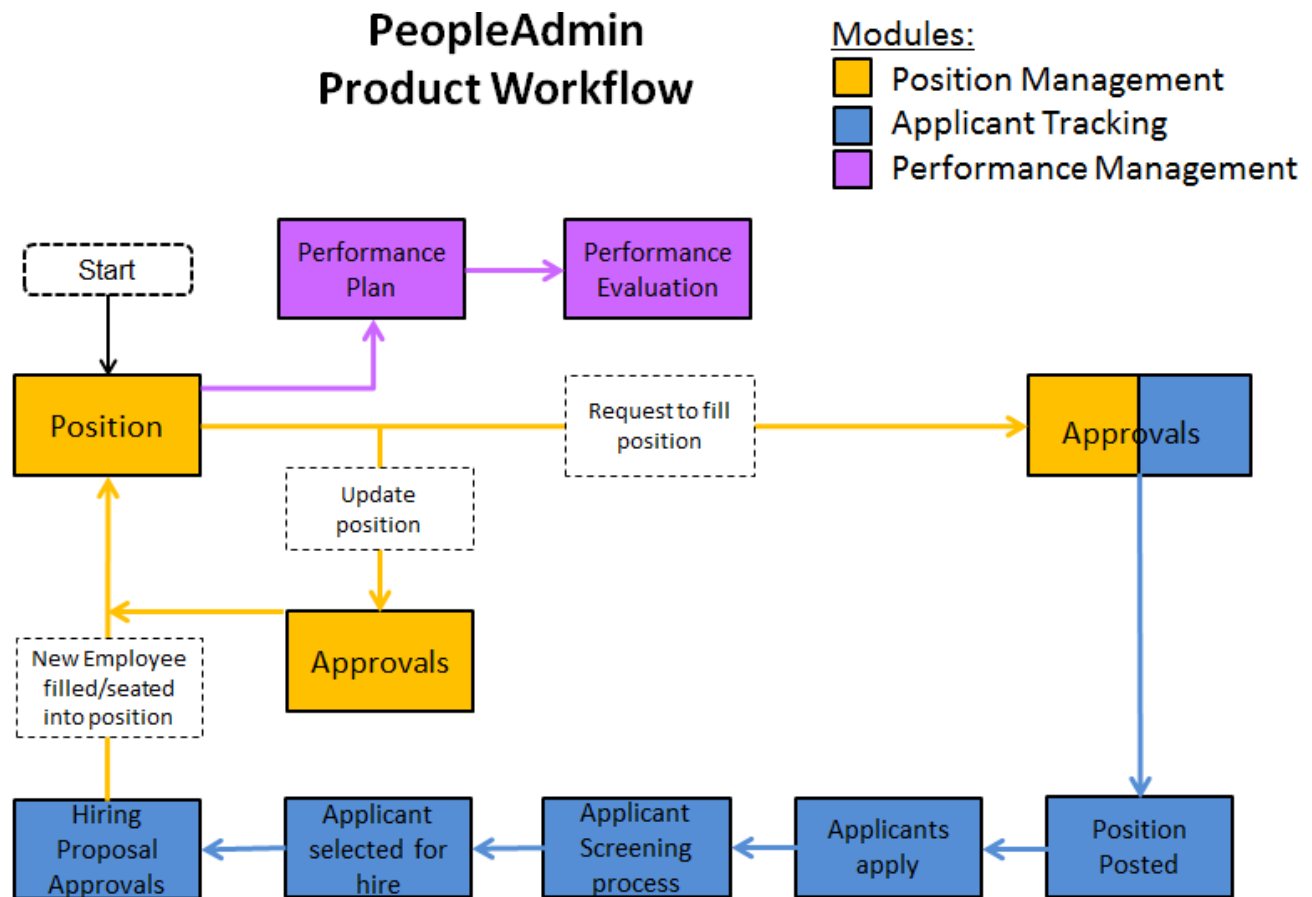 PeopleAdmin
Product Workflow
Modules:
Position Management
Applicant Tracking
Performance Management
Start
Performance
Plan
Performance
Evaluation
Position
Request to fill
position
Approvals
Update
position
Approvals
New Employee
filled/seated
into position
Hiring
Proposal
Approvals
Applicant
selected for
hire
Applicant
Screening
process
Applicants
apply
Position
Posted